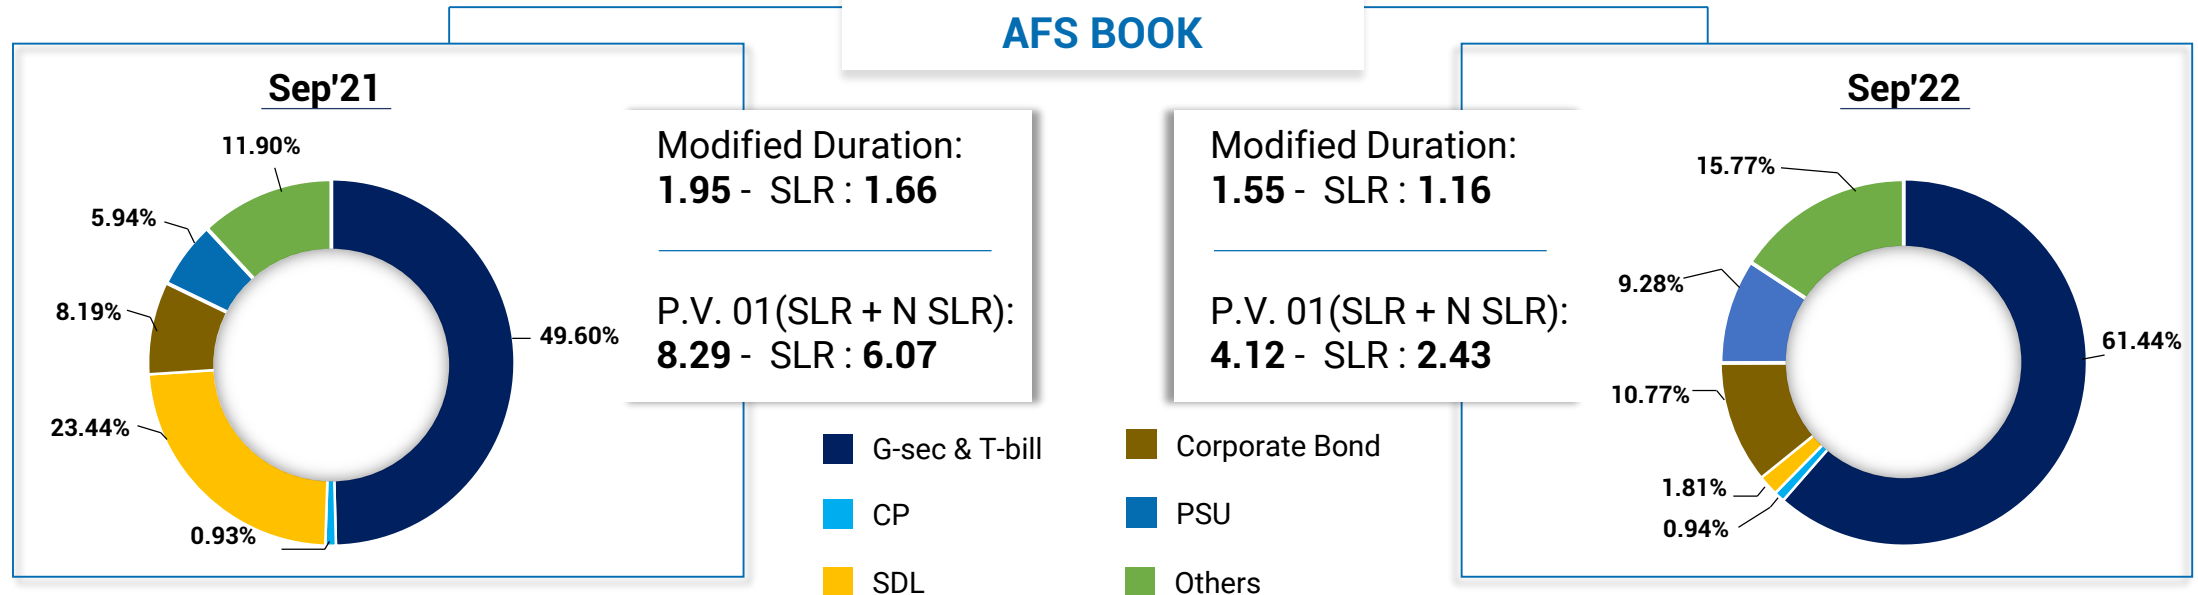 AFS BOOK
Sep'21
11.90%
5.94%
8.19%
49.60%
23.44%
0.93%
Modified Duration:
1.95 - SLR : 1.66
P.V. 01(SLR + N SLR):
8.29 - SLR : 6.07
Modified Duration:
1.55 - SLR : 1.16
P.V. 01(SLR + N SLR):
4.12 - SLR : 2.43
Sep'22
15.77%
9.28%
61.44%
10.77%
1.81%
0.94%
G-sec & T-bill
Corporate Bond
CP
PSU
SDL
Others